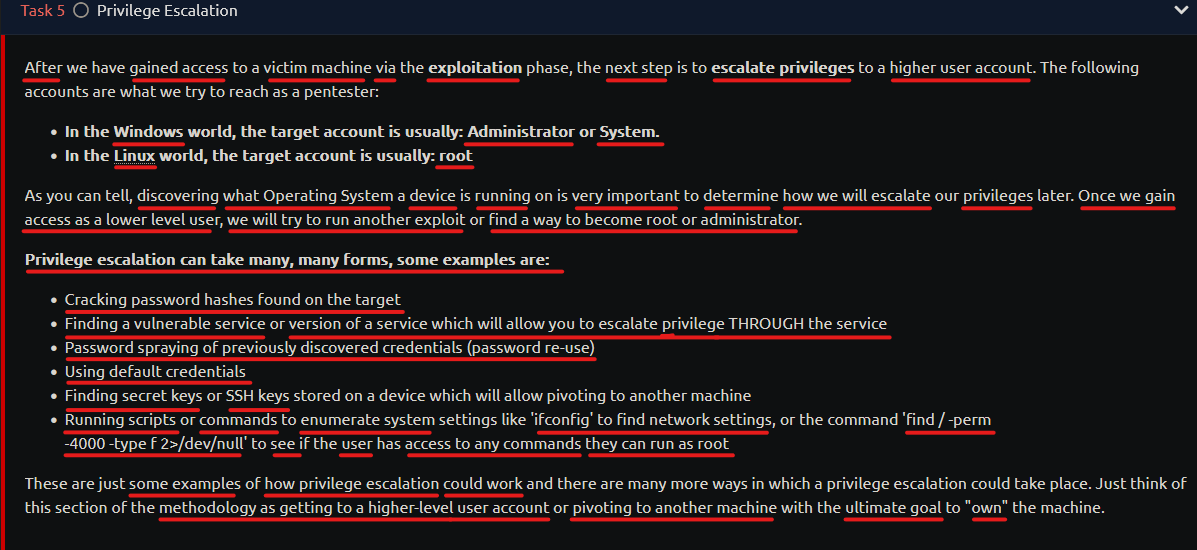 Task 5 Privilege Escalation
After we have gained access to a victim machine via the exploitation phase, the next step is to escalate privileges to a higher user account. The following
accounts are what we try to reach as a pentester:
• In the Windows world, the target account is usually: Administrator or System.
• In the Linux world, the target account is usually: root
As you can tell, discovering what Operating System a device is running on is very important to determine how we will escalate our privileges later. Once we gain
access as a lower level user, we will try to run another exploit or find a way to become root or administrator.
Privilege escalation can take many, many forms, some examples are:
• Cracking password hashes found on the target
• Finding a vulnerable service or version of a service which will allow you to escalate privilege THROUGH the service
• Password spraying of previously discovered credentials (password re-use)
• Using default credentials
• Finding secret keys or SSH keys stored on a device which will allow pivoting to another machine
• Running scripts or commands to enumerate system settings like 'ifconfig' to find network settings, or the command 'find / -perm
-4000 -type f 2>/dev/null' to see if the user has access to any commands they can run as root
These are just some examples of how privilege escalation could work and there are many more ways in which a privilege escalation could take place. Just think of
this section of the methodology as getting to a higher-level user account or pivoting to another machine with the ultimate goal to "own" the machine.